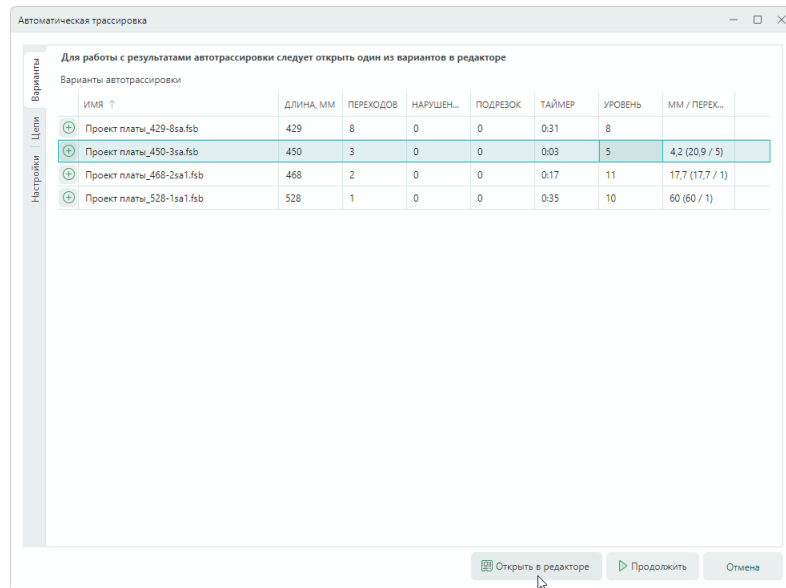 Автоматическая трассировка
Варианты
Цепи
Настройки
Для работы с результатами автотрассировки следует открыть один из вариантов в редакторе
Варианты автотрассировки
ИМЯ ДЛИНА, ММ ПЕРЕХОДОВ НАРУШЕН... ПОДРЕЗОК ТАЙМЕР УРОВЕНЬ ММ / ПЕРЕХ...
Проект платы_429-8sa.fsb 429 8 0 0 0:31 8
Проект платы_450-3sa.fsb 450 3 0 0 0:03 5 4,2 (20,9 / 5)
Проект платы_468-2sa1.fsb 468 2 0 0 0:17 11 17,7 (17,7 / 1)
Проект платы_528-1sa1.fsb 528 1 0 0 0:35 10 60 (60 / 1)
Открыть в редакторе Продолжить Отмена